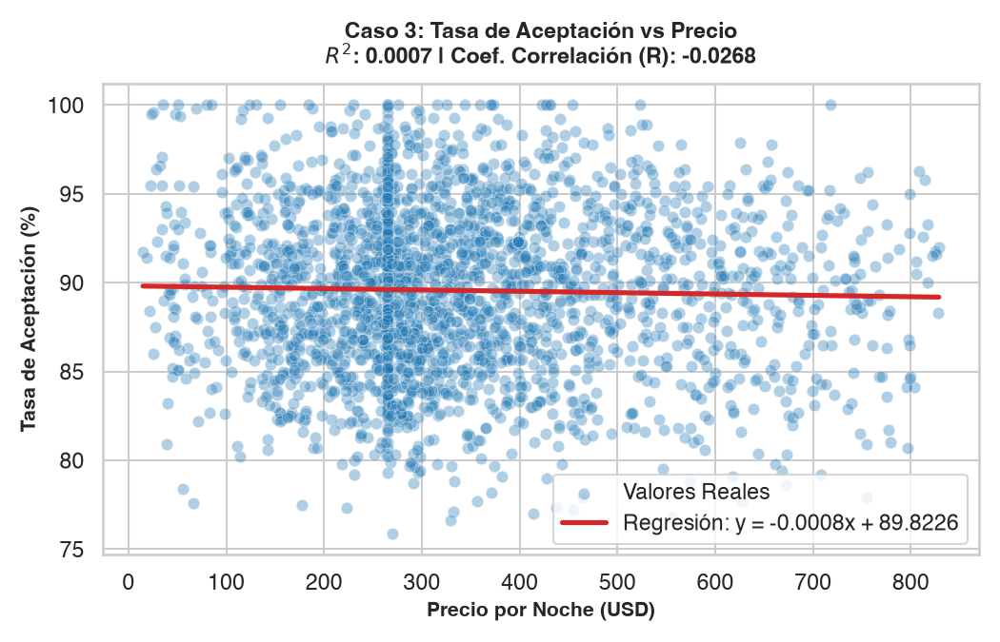 Caso 3: Tasa de Aceptación vs Precio
R²: 0.0007 | Coef. Correlación (R): -0.0268
Tasa de Aceptación (%)
100
95
90
85
80
75
0 100 200 300 400 500 600 700 800
Precio por Noche (USD)
Valores Reales
Regresión: y = -0.0008x + 89.8226